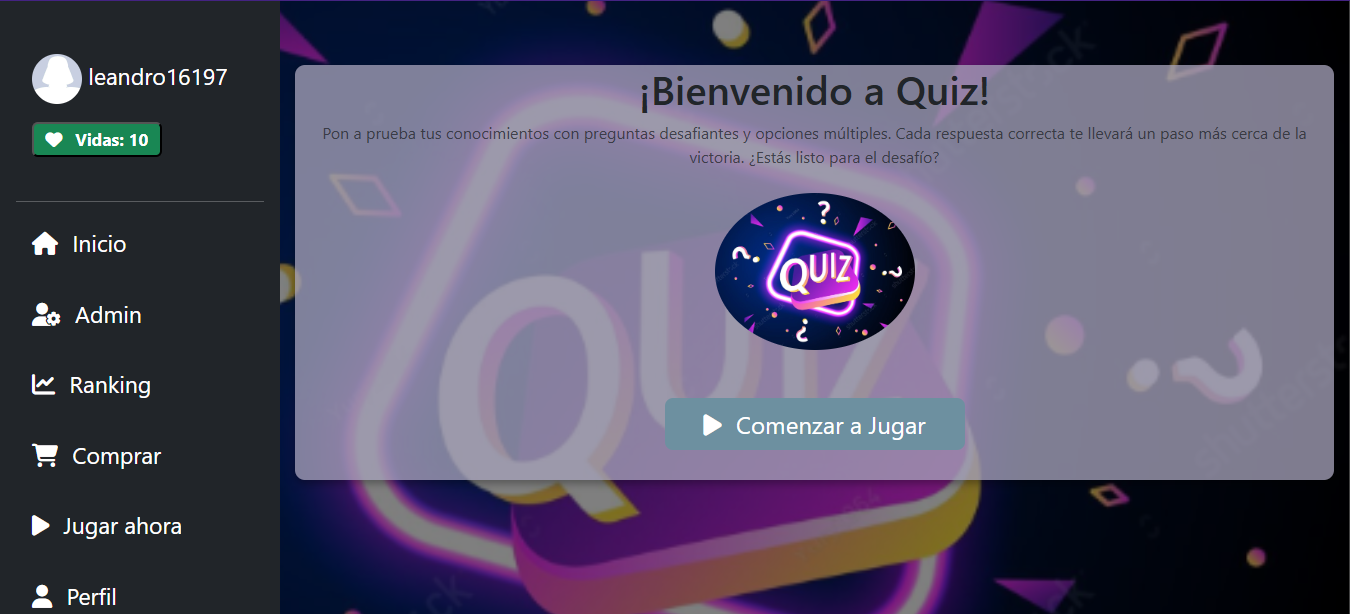 leandro16197
Vidas: 10
Inicio
Admin
Ranking
Comprar
Jugar ahora
Perfil
¡Bienvenido a Quiz!
Pon a prueba tus conocimientos con preguntas desafiantes y opciones múltiples. Cada respuesta correcta te llevará un paso más cerca de la
victoria. ¿Estás listo para el desafío?
?
?
QUIZ
?
?
Comenzar a Jugar
QUIZ
?
shutterstock